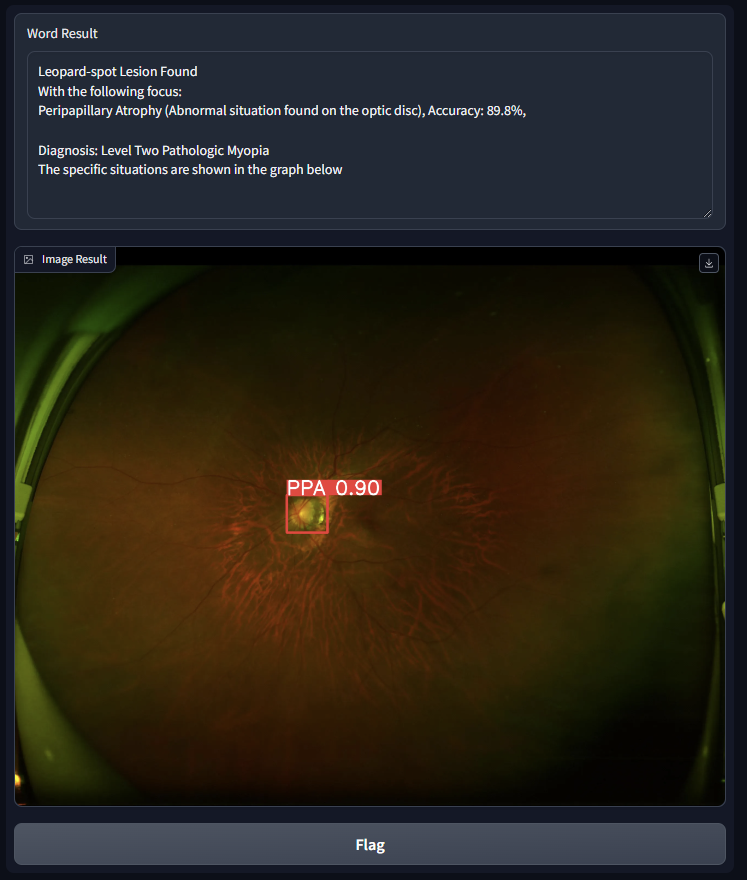 Word Result
Leopard-spot Lesion Found
With the following focus:
Peripapillary Atrophy (Abnormal situation found on the optic disc), Accuracy: 89.8%,
Diagnosis: Level Two Pathologic Myopia
The specific situations are shown in the graph below
Image Result
PPA 0.90
Flag